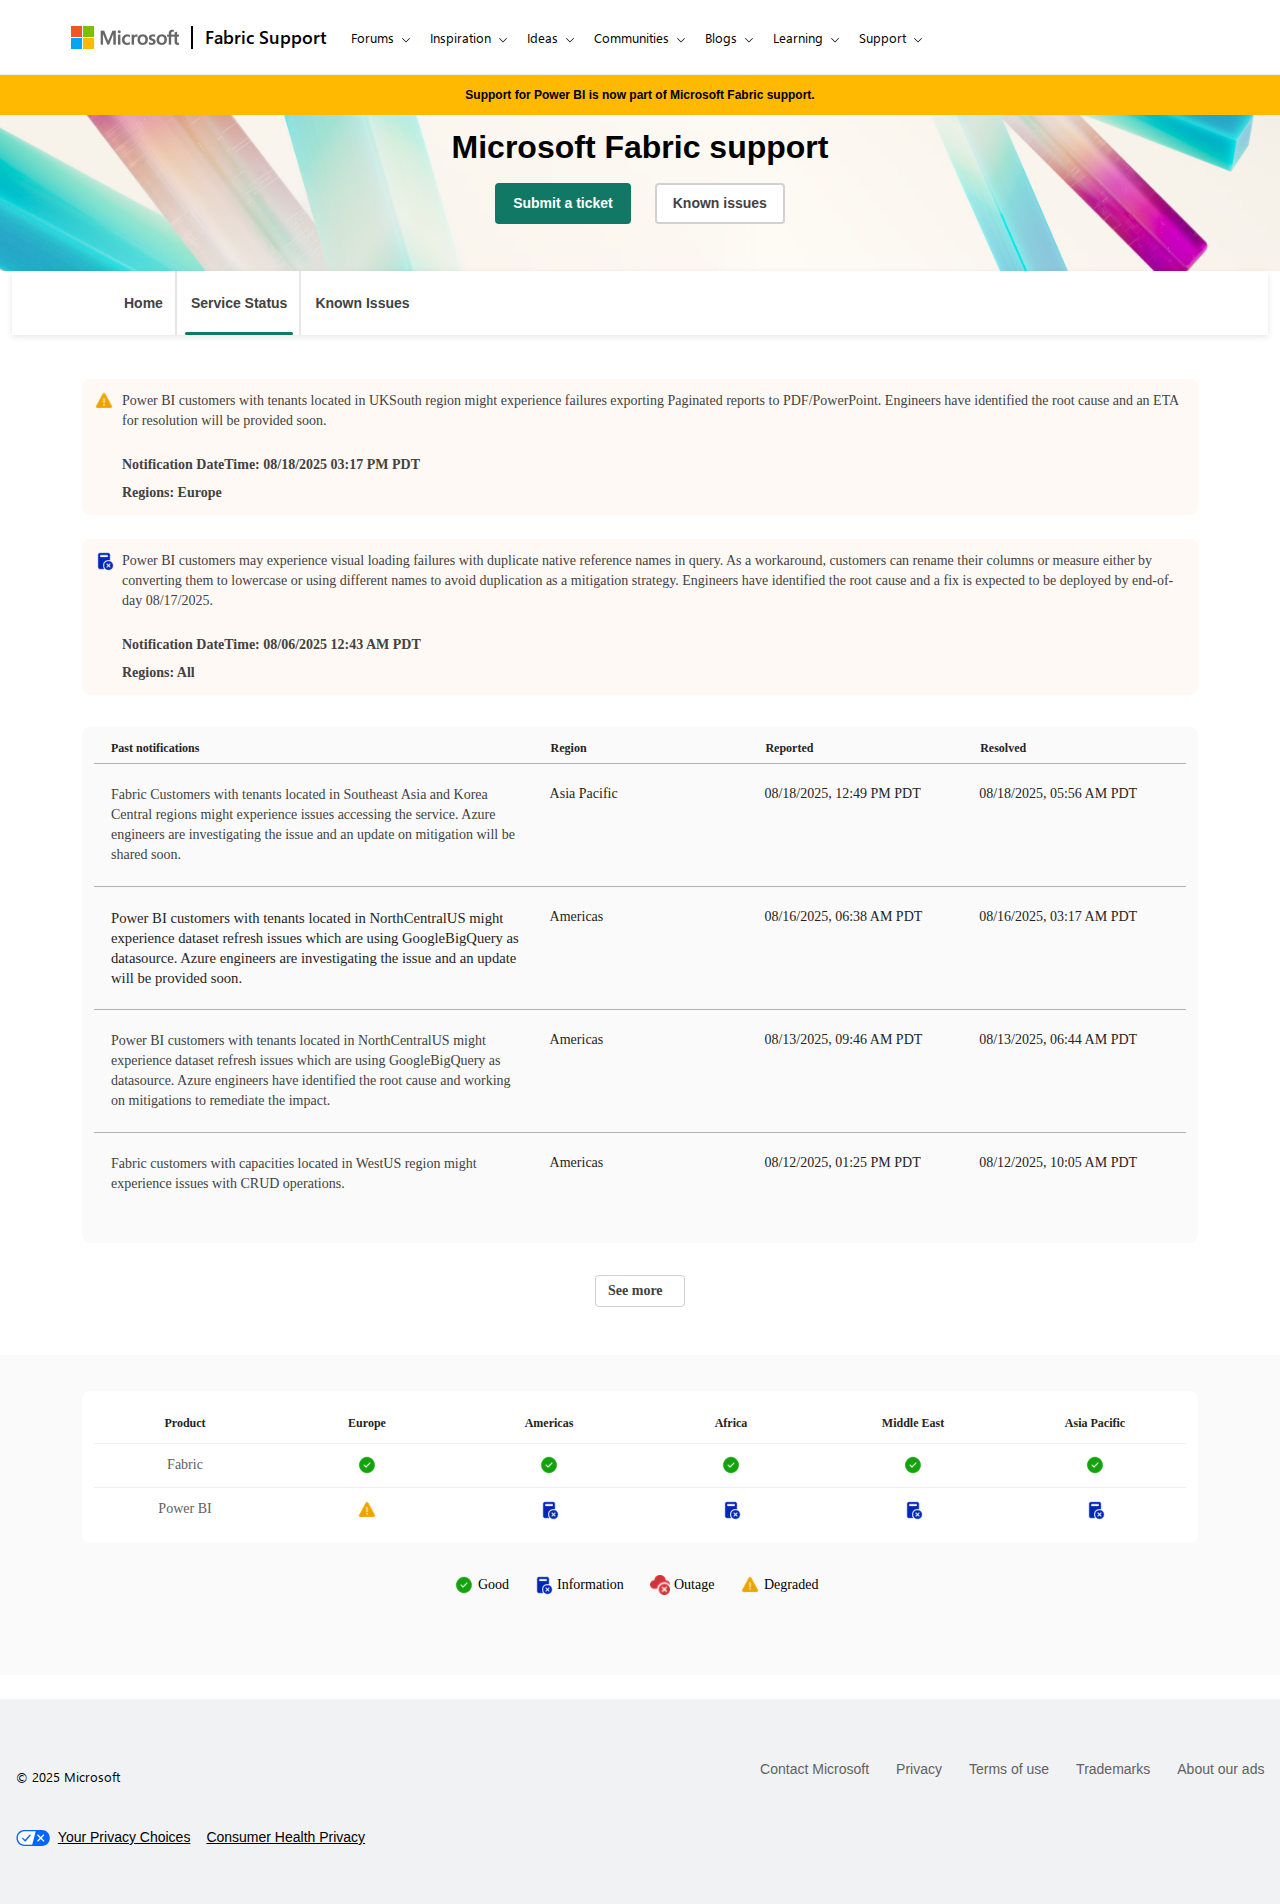 Microsoft Fabric Support Forums Inspiration Ideas Communities Blogs Learning Support
Support for Power BI is now part of Microsoft Fabric support.
Microsoft Fabric support
Submit a ticket Known issues
Home Service Status Known Issues
Power BI customers with tenants located in UKSouth region might experience failures exporting Paginated reports to PDF/PowerPoint. Engineers have identified the root cause and an ETA
for resolution will be provided soon.
Notification DateTime: 08/18/2025 03:17 PM PDT
Regions: Europe
Power BI customers may experience visual loading failures with duplicate native reference names in query. As a workaround, customers can rename their columns or measure either by
converting them to lowercase or using different names to avoid duplication as a mitigation strategy. Engineers have identified the root cause and a fix is expected to be deployed by end-of-
day 08/17/2025.
Notification DateTime: 08/06/2025 12:43 AM PDT
Regions: All
Past notifications Region Reported Resolved
Fabric Customers with tenants located in Southeast Asia and Korea
Central regions might experience issues accessing the service. Azure
engineers are investigating the issue and an update on mitigation will be
shared soon.
Asia Pacific 08/18/2025, 12:49 PM PDT 08/18/2025, 05:56 AM PDT
Power BI customers with tenants located in NorthCentralUS might
experience dataset refresh issues which are using GoogleBigQuery as
datasource. Azure engineers are investigating the issue and an update
will be provided soon.
Americas 08/16/2025, 06:38 AM PDT 08/16/2025, 03:17 AM PDT
Power BI customers with tenants located in NorthCentralUS might
experience dataset refresh issues which are using GoogleBigQuery as
datasource. Azure engineers have identified the root cause and working
on mitigations to remediate the impact.
Americas 08/13/2025, 09:46 AM PDT 08/13/2025, 06:44 AM PDT
Fabric customers with capacities located in WestUS region might
experience issues with CRUD operations.
Americas 08/12/2025, 01:25 PM PDT 08/12/2025, 10:05 AM PDT
See more
Product Europe Americas Africa Middle East Asia Pacific
Fabric
Power BI
Good Information Outage Degraded
© 2025 Microsoft
Contact Microsoft Privacy Terms of use Trademarks About our ads
Your Privacy Choices Consumer Health Privacy